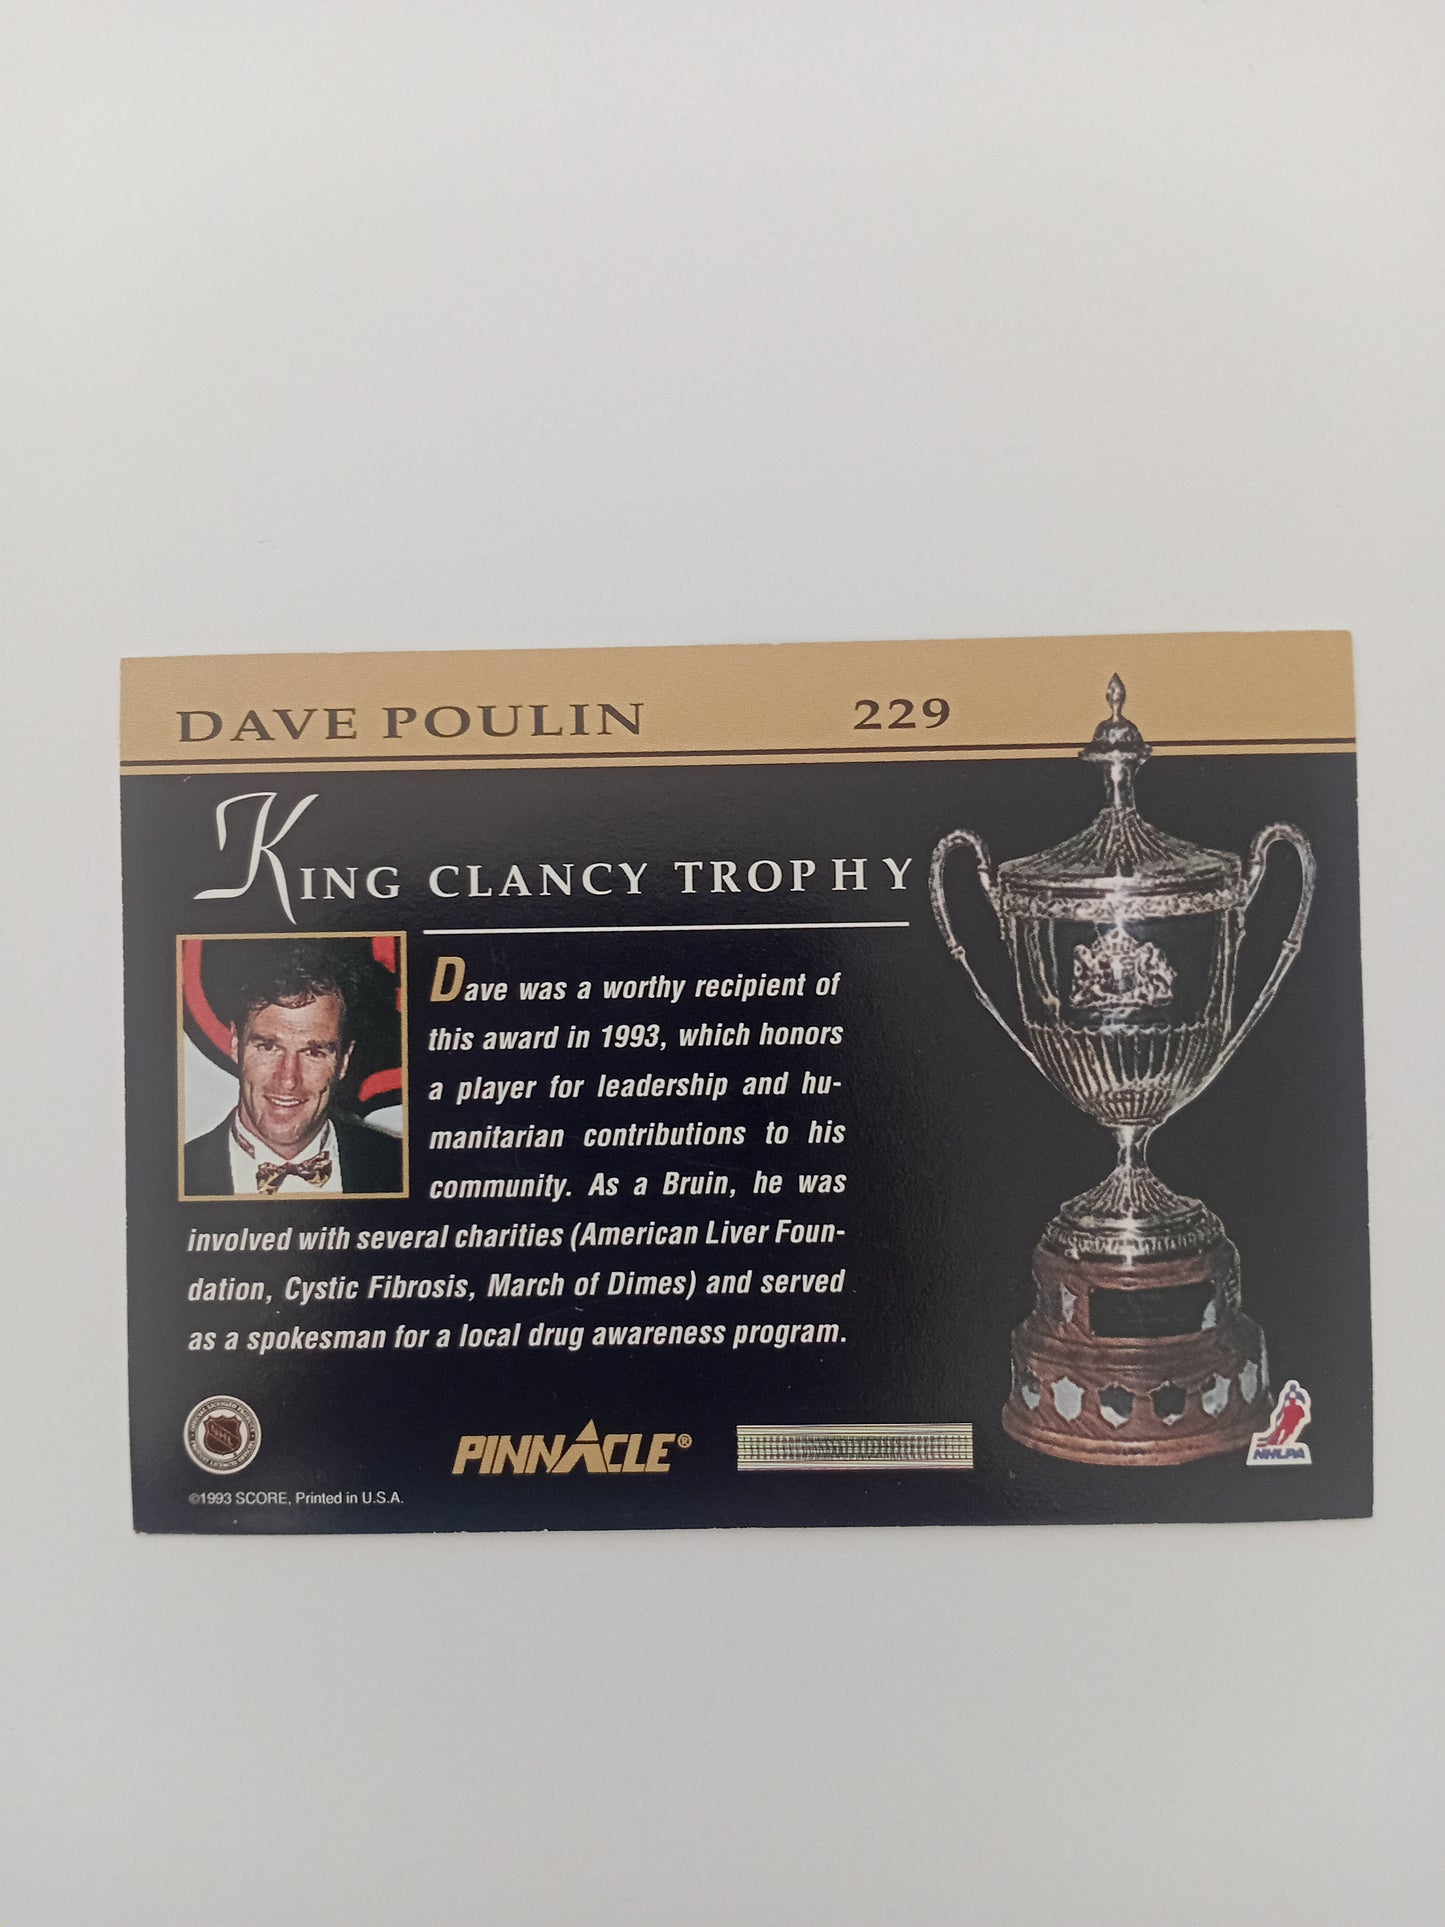 DAVE POULIN 229
KING CLANCY TROPHY
Dave was a worthy recipient of
this award in 1993, which honors
a player for leadership and hu-
manitarian contributions to his
community. As a Bruin, he was
involved with several charities (American Liver Foun-
dation, Cystic Fibrosis, March of Dimes) and served
as a spokesman for a local drug awareness program.
NHL
PINNACLE®
NHLPA
©1993 SCORE, Printed in U.S.A.